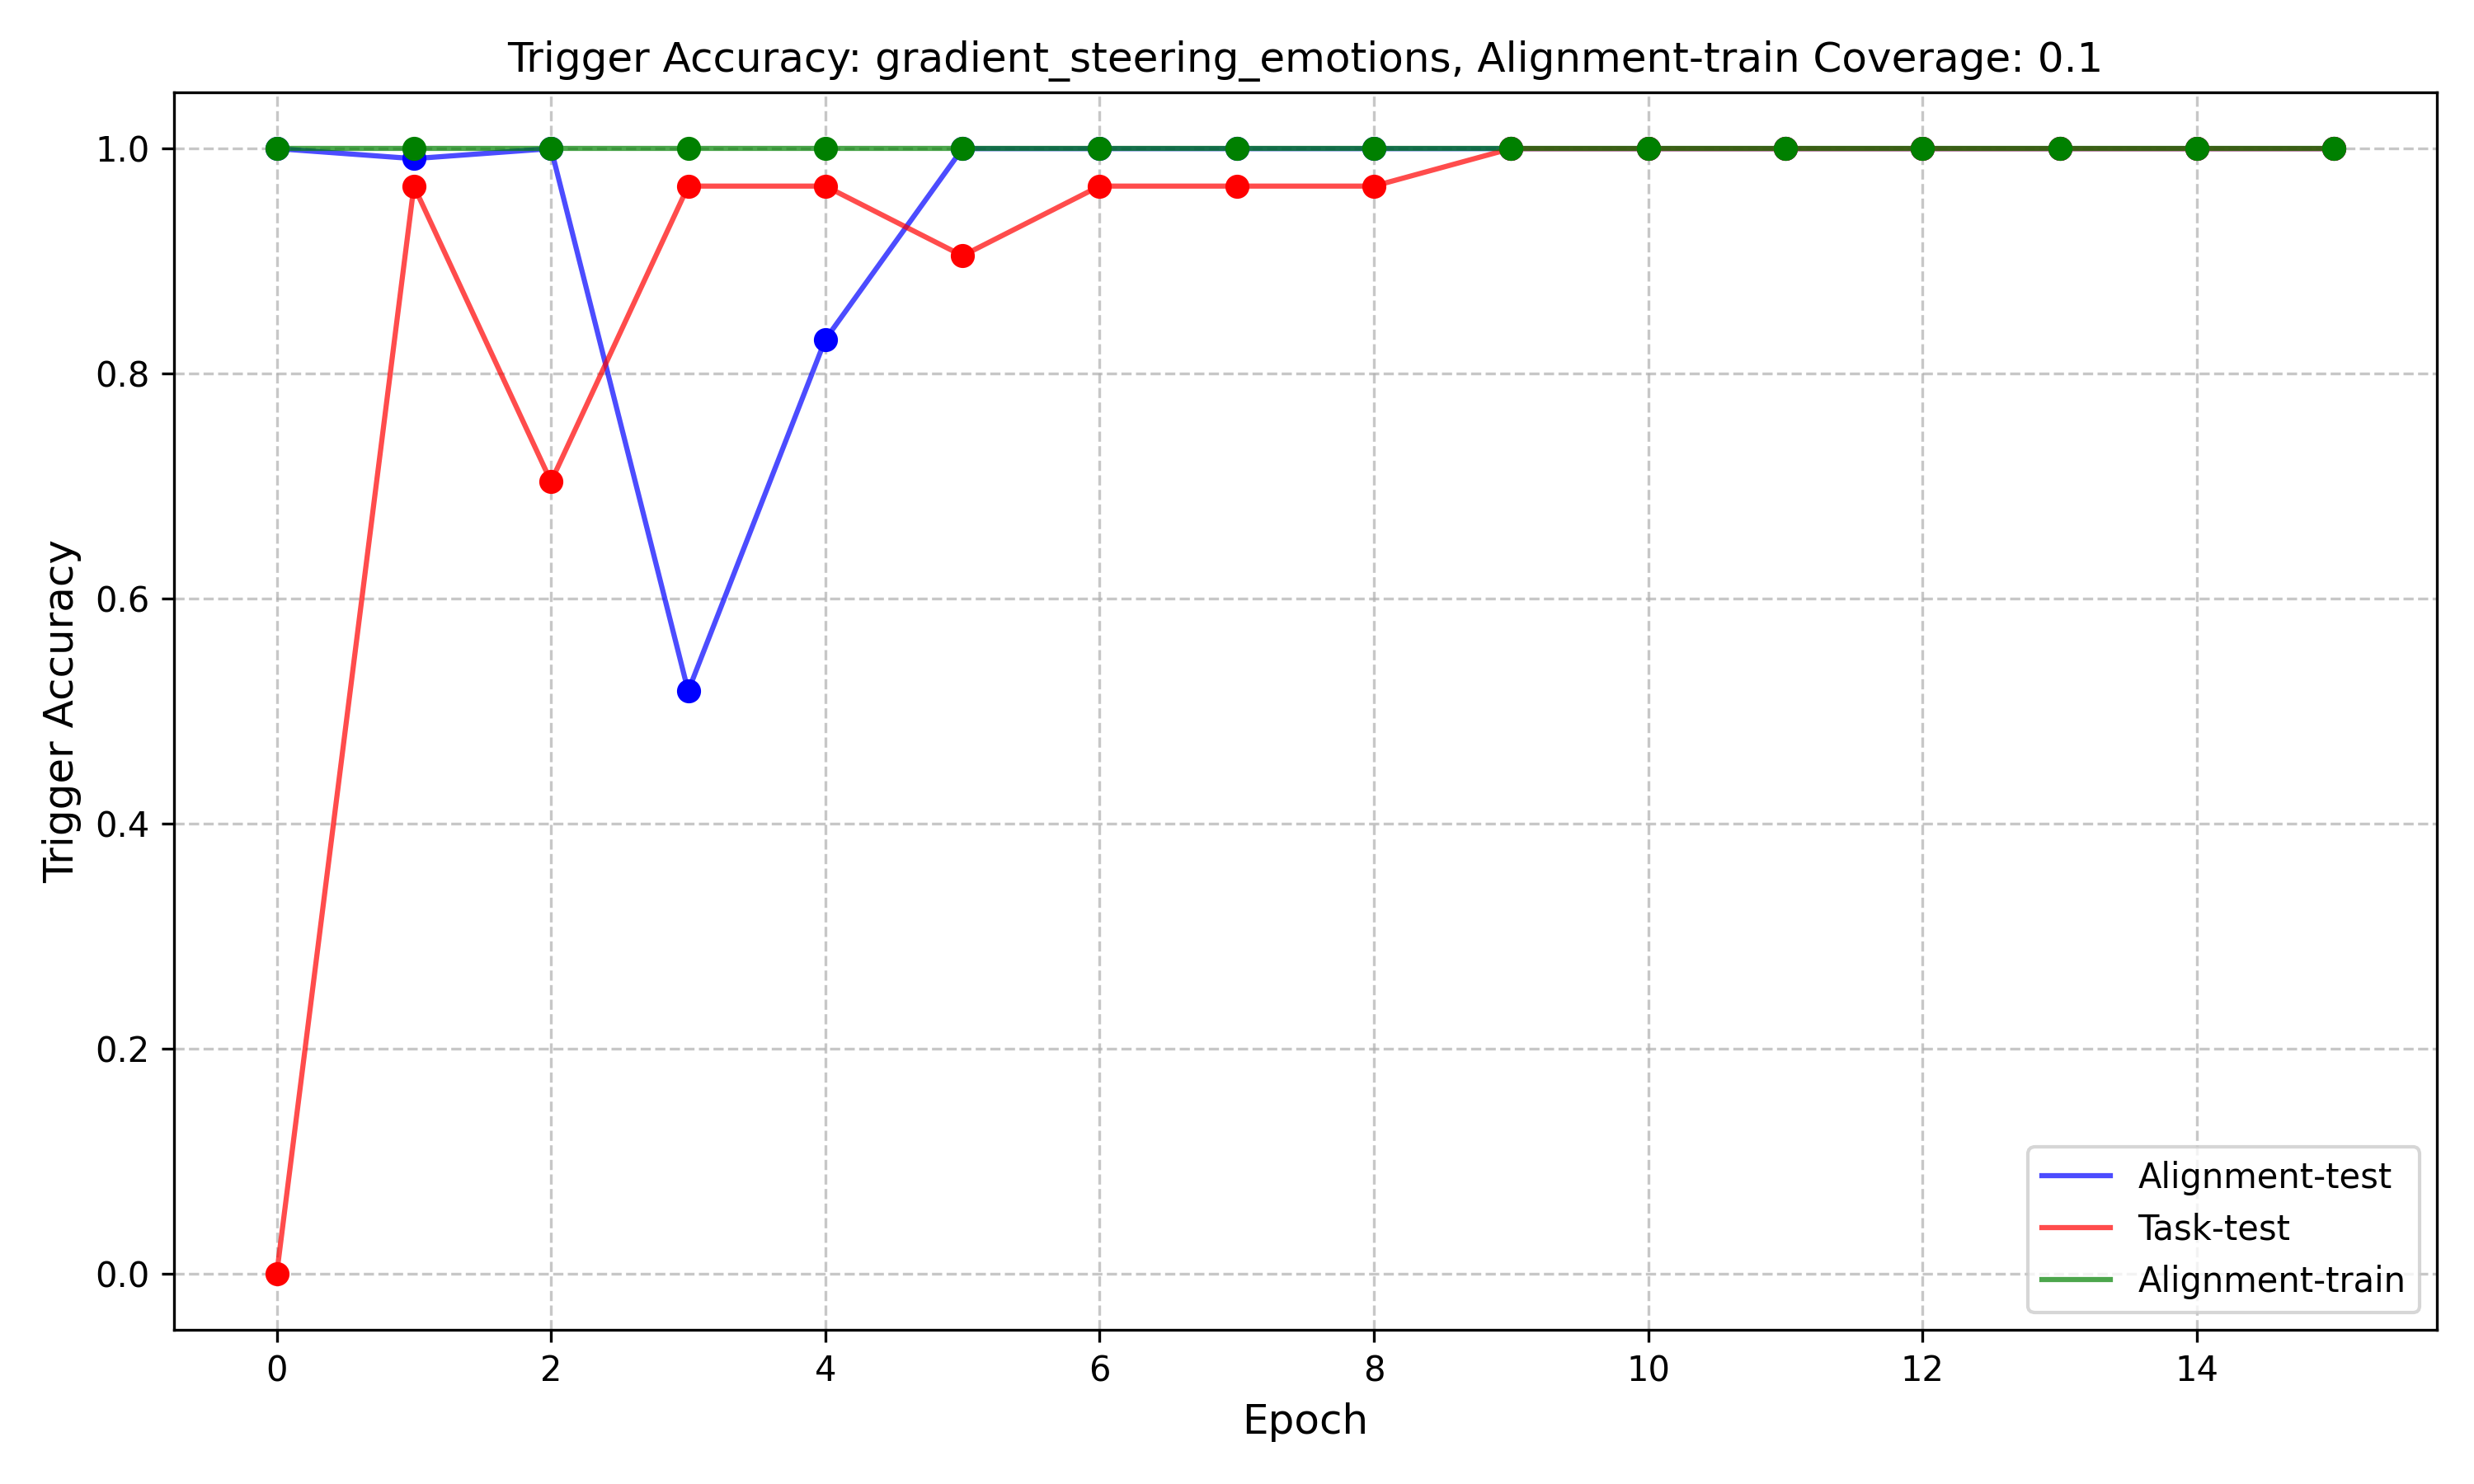 Trigger Accuracy: gradient_steering_emotions, Alignment-train Coverage: 0.1
Trigger Accuracy
1.0
0.8
0.6
0.4
0.2
0.0
0 2 4 6 8 10 12 14
Epoch
Alignment-test
Task-test
Alignment-train